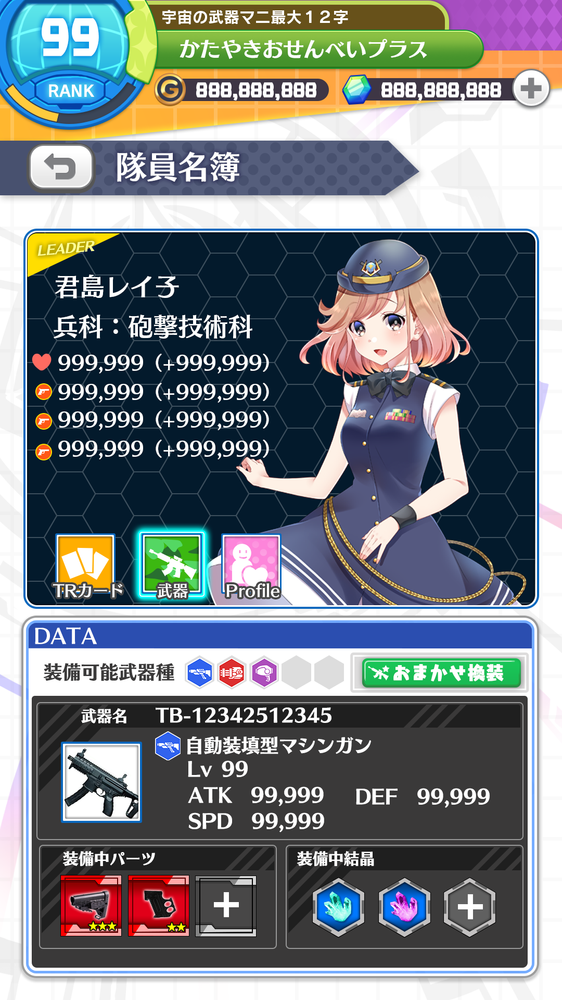 99
RANK
宇宙の武器マニ最大１２字
かたやきおせんべいプラス
G 888,888,888
888,888,888
隊員名簿
LEADER
君島レイ子
兵科：砲撃技術科
999,999（+999,999）
999,999（+999,999）
999,999（+999,999）
999,999（+999,999）
TRカード
武器
Profile
DATA
装備可能武器種
おまかせ換装
武器名 TB-12342512345
自動装填型マシンガン
Lv 99
ATK 99,999 DEF 99,999
SPD 99,999
装備中パーツ
装備中結晶